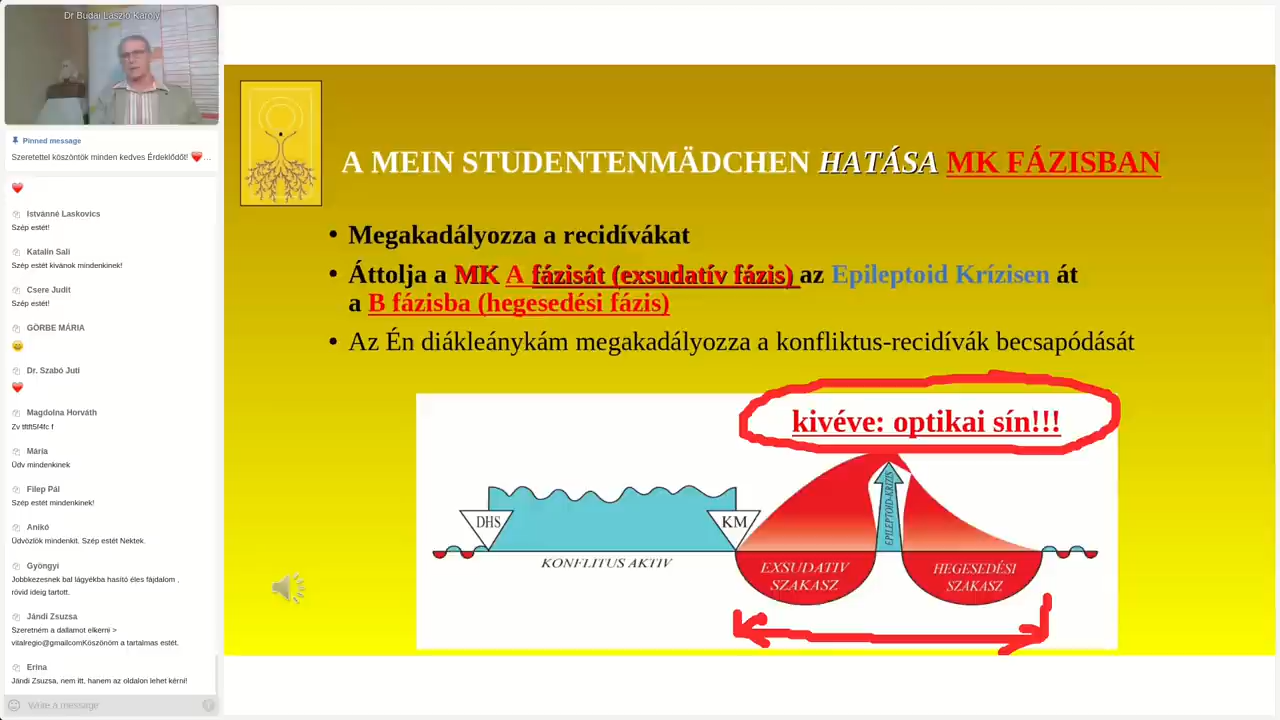 Dr Budai László Károly
Pinned message
Szeretettel köszöntök minden kedves Érdeklődőt! ❤️...
❤️
Istvánné Laskovics
Szép estét!
Katalin Sali
Szép estét kívánok mindenkinek!
Csere Judit
Szép estét!
GÖRBE MÁRIA
😄
Dr. Szabó Juti
❤️
Magdolna Horváth
Zv tftft5f4fc f
Mária
Üdv mindenkinek
Filep Pál
Szép estét mindenkinek!
Anikó
Üdvözlök mindenkit. Szép estét Nektek.
Gyöngyi
Jobbkezesnek bal lágyékba hasító éles fájdalom ,
rövid ideig tartott.
Jándi Zsuzsa
Szeretném a dallamot elkérni >
vitalregio@gmailcomKöszönöm a tartalmas estét.
Erina
Jándi Zsuzsa, nem itt, hanem az oldalon lehet kérni!
Write a message
A MEIN STUDENTENMÄDCHEN HATÁSA MK FÁZISBAN
• Megakadályozza a recidívákat
• Áttolja a MK A fázisát (exsudatív fázis) az Epileptoid Krízisen át
a B fázisba (hegesedési fázis)
• Az Én diákleánykám megakadályozza a konfliktus-recidívák becsapódását
kivéve: optikai sín!!!
DHS
KM
EPILEPTOID-KRÍZIS
KONFLITUS AKTIV
EXSUDATIV
SZAKASZ
HEGESEDÉSI
SZAKASZ